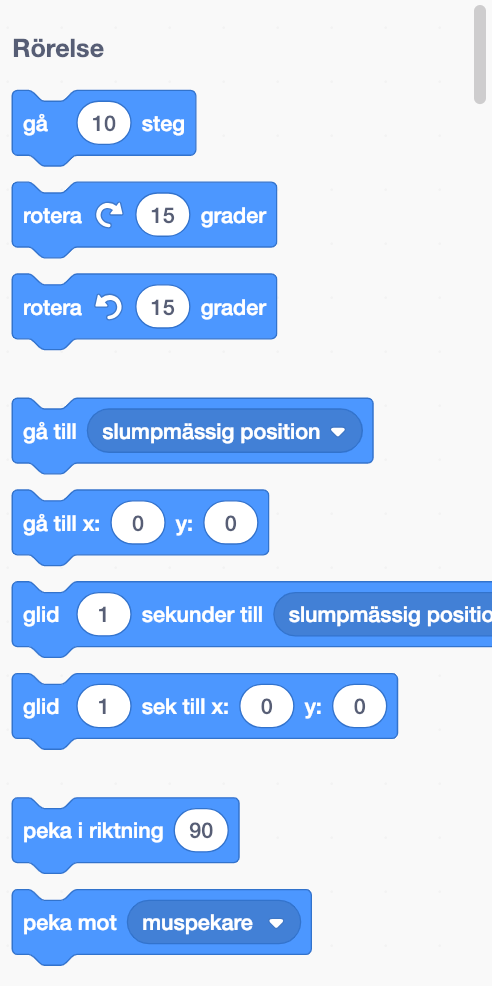 Rörelse
gå 10 steg
rotera 15 grader
rotera 15 grader
gå till slumpmässig position
gå till x: 0 y: 0
glid 1 sekunder till slumpmässig positio
glid 1 sek till x: 0 y: 0
peka i riktning 90
peka mot muspekare